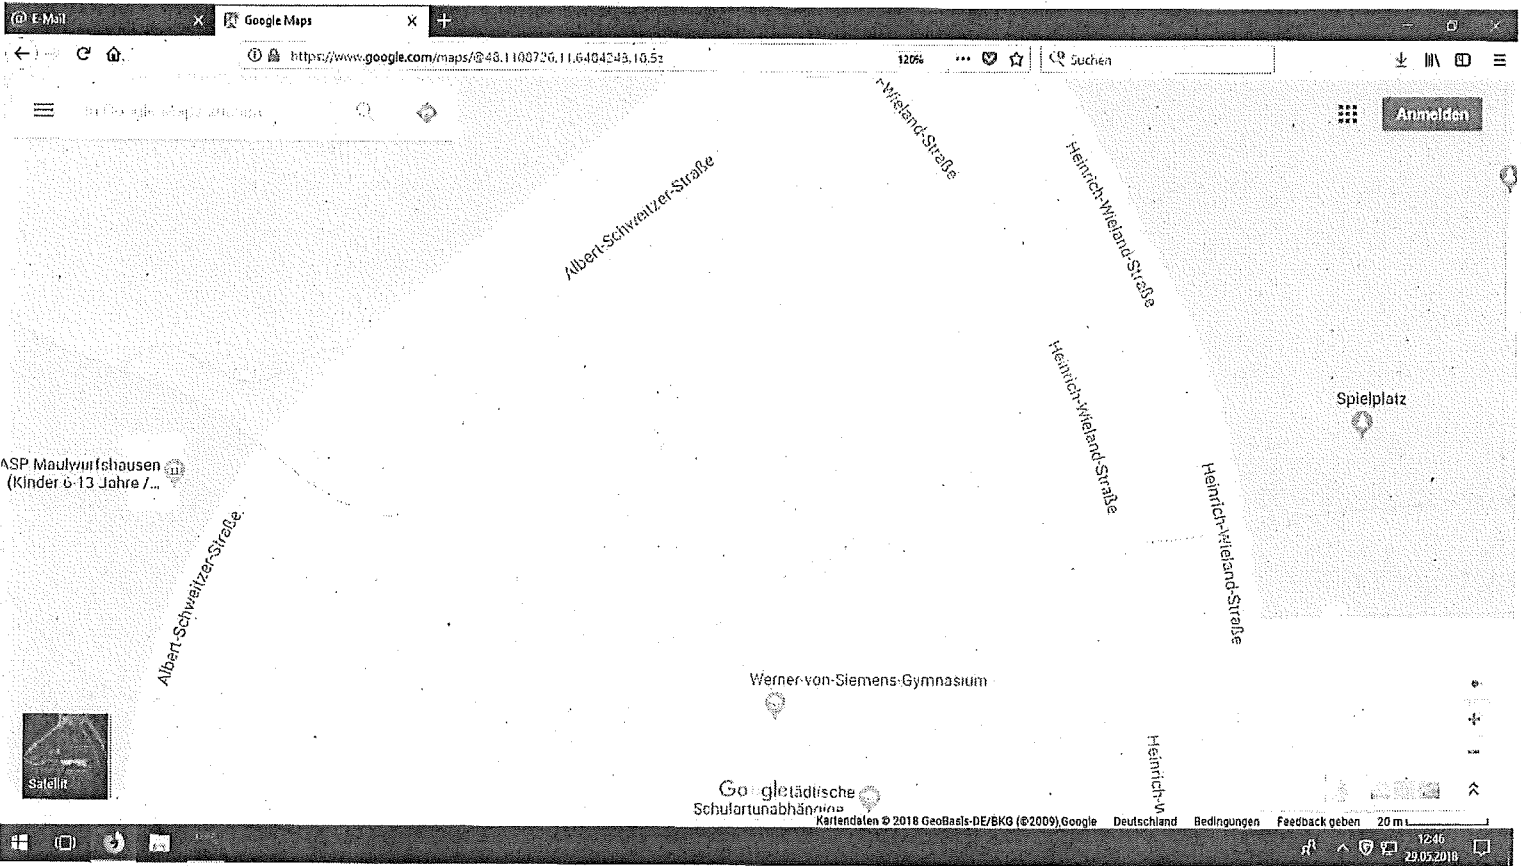 E-Mail
Google Maps
https://www.google.com/maps/@48.1100726,11.6404243,18.5z
120%
Suchen
Anmelden
-Wieland-Straße
Albert-Schweitzer-Straße
Heinrich-Wieland-Straße
Heinrich-Wieland-Straße
Spielplatz
ASP Maulwurfshausen
(Kinder 6-13 Jahre /...
Heinrich-Wieland-Straße
Albert-Schweitzer-Straße
Werner-von-Siemens-Gymnasium
Heinrich-W
Satellit
Google
tädtische
Schulartunabhängige
Kartendaten © 2018 GeoBasis-DE/BKG (©2009),Google Deutschland Bedingungen Feedback geben 20 m
12:46
29.05.2018